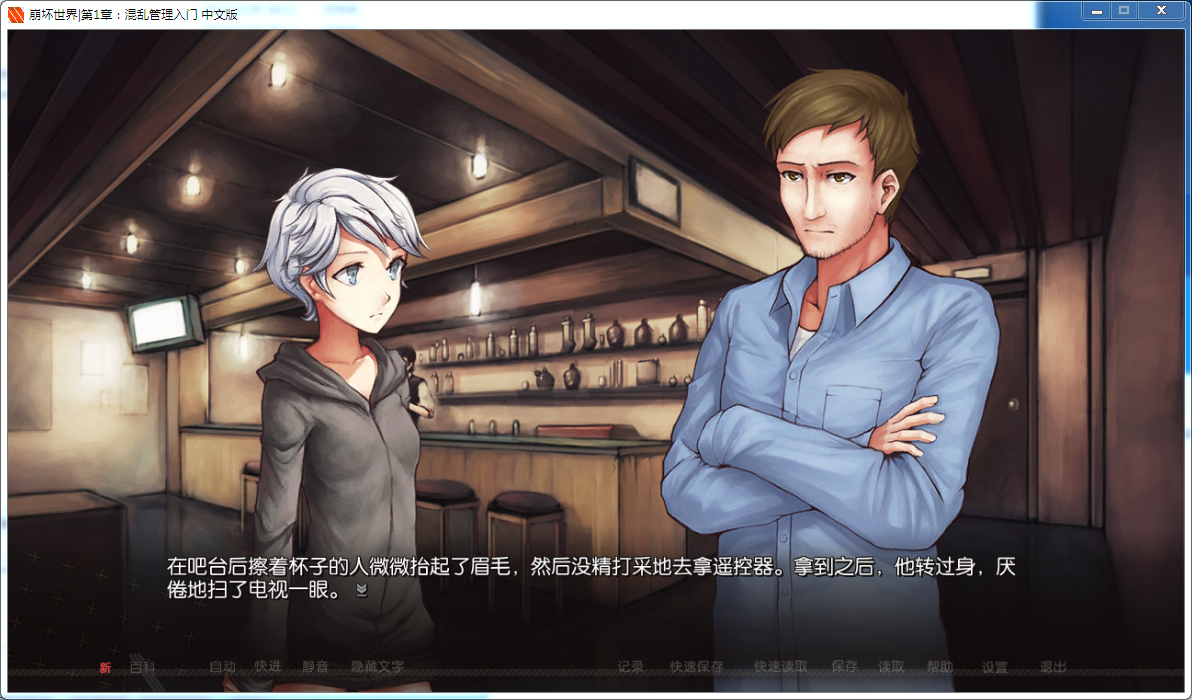 崩坏世界|第1章：混乱管理入门 中文版
在吧台后擦着杯子的人微微抬起了眉毛，然后没精打采地去拿遥控器。拿到之后，他转过身，厌
倦地扫了电视一眼。
新 百科 自动 快进 静音 隐藏文字 记录 快速保存 快速读取 保存 读取 帮助 设置 退出